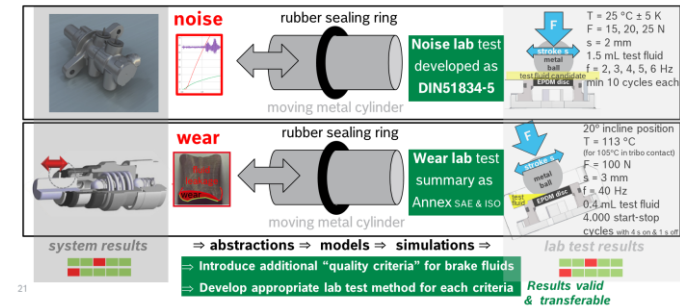 noise
rubber sealing ring
moving metal cylinder
Noise lab test
developed as
DIN51834-5
F
stroke s
metal
ball
test fluid candidate
EPDM disc
T = 25 °C ± 5 K
F = 15, 20, 25 N
s = 2 mm
1.5 mL test fluid
f = 2, 3, 4, 5, 6 Hz
min 10 cycles each
wear
wear
rubber sealing ring
moving metal cylinder
Wear lab test
summary as
Annex SAE & ISO
F
stroke s
metal
ball
test
fluid
EPDM disc
20° incline position
T = 113 °C
(for 105°C in tribo contact)
F = 100 N
s = 3 mm
f = 40 Hz
0.4 mL test fluid
4.000 start-stop
cycles with 4 s on & 1 s off
system results
⇒ abstractions ⇒ models ⇒ simulations ⇒
lab test results
⇒ Introduce additional “quality criteria” for brake fluids
⇒ Develop appropriate lab test method for each criteria
Results valid
& transferable
21